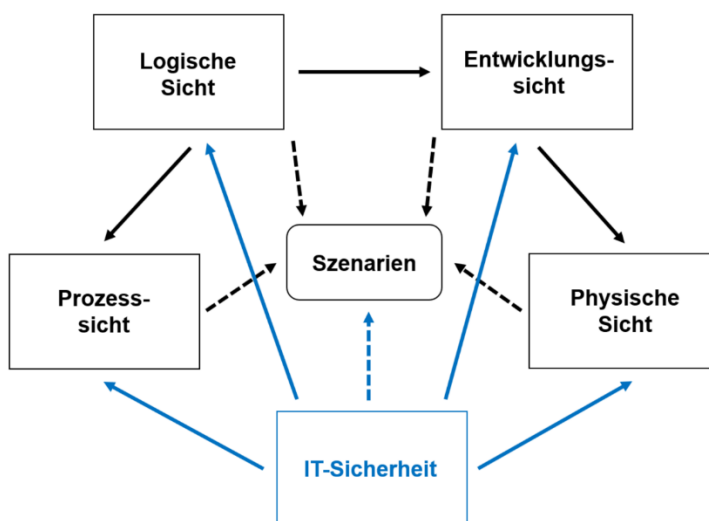 Logische
Sicht
Entwicklungs-
sicht
Szenarien
Prozess-
sicht
Physische
Sicht
IT-Sicherheit